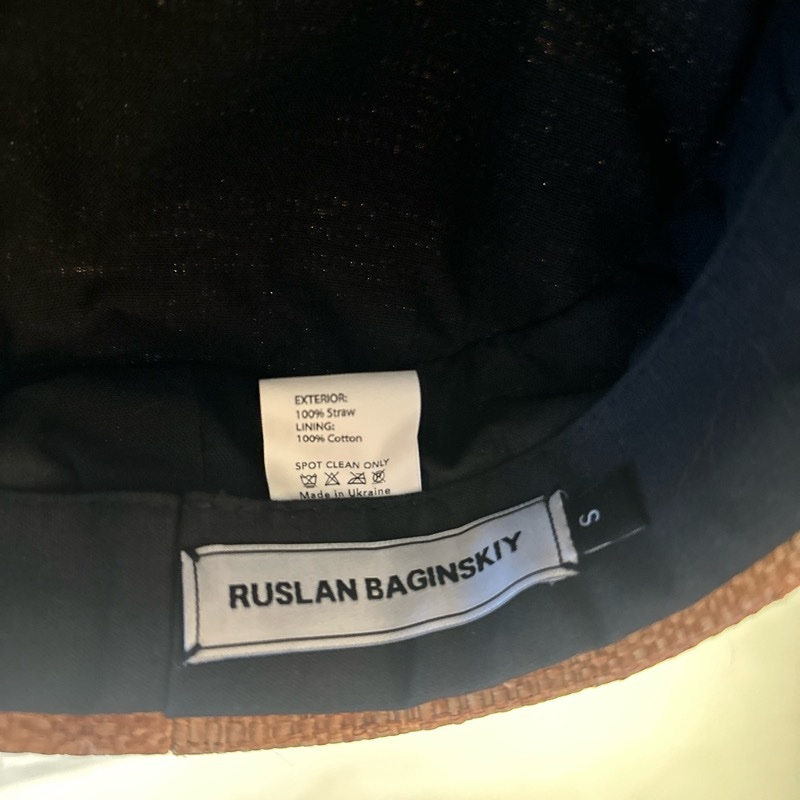 EXTERIOR:
100% Straw
LINING:
100% Cotton
SPOT CLEAN ONLY
Made in Ukraine
RUSLAN BAGINSKIY
S